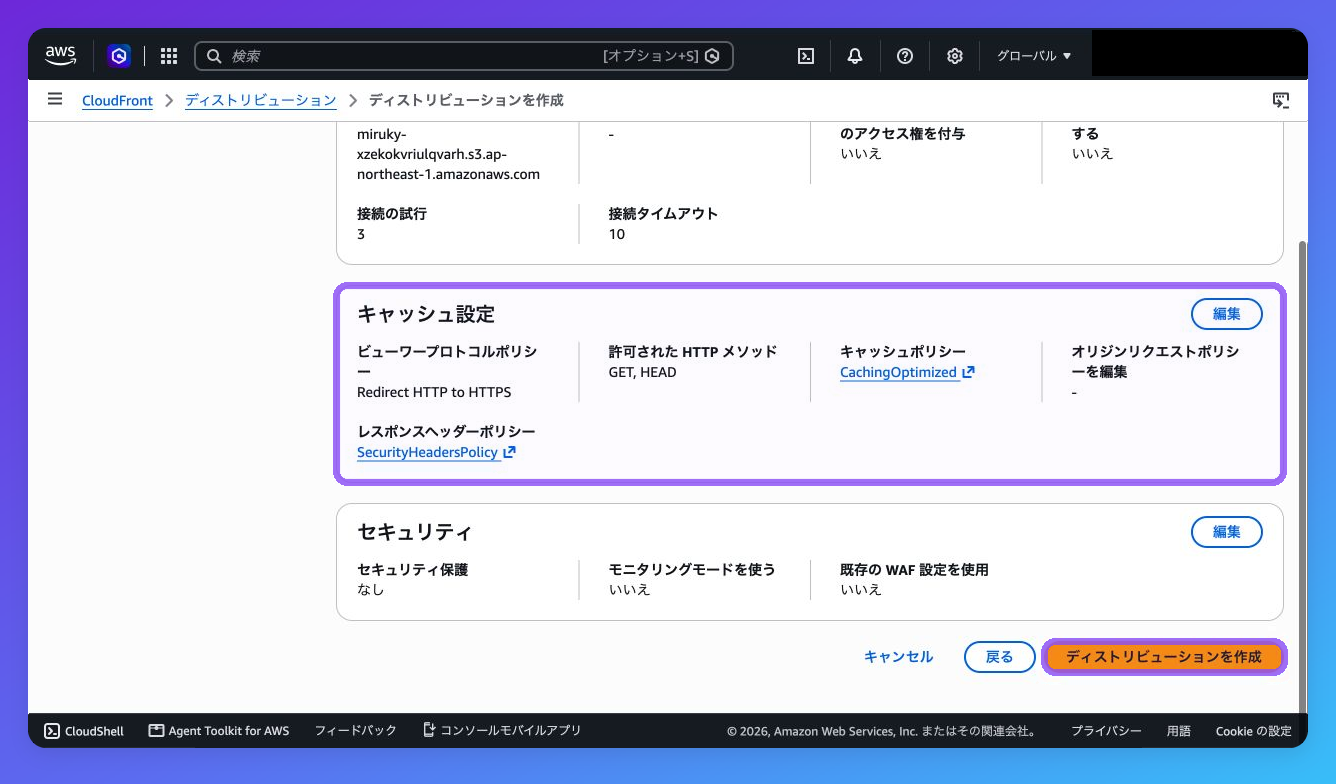 aws
検索
[オプション+S]
グローバル ▼
CloudFront
ディストリビューション
ディストリビューションを作成
miruky-
xzekokvriulqvarh.s3.ap-
northeast-1.amazonaws.com
-
のアクセス権を付与
いいえ
する
いいえ
接続の試行
3
接続タイムアウト
10
キャッシュ設定
編集
ビューワープロトコルポリシ
ー
Redirect HTTP to HTTPS
許可された HTTP メソッド
GET, HEAD
キャッシュポリシー
CachingOptimized
オリジンリクエストポリシ
ーを編集
-
レスポンスヘッダーポリシー
SecurityHeadersPolicy
セキュリティ
編集
セキュリティ保護
なし
モニタリングモードを使う
いいえ
既存の WAF 設定を使用
いいえ
キャンセル
戻る
ディストリビューションを作成
CloudShell
Agent Toolkit for AWS
フィードバック
コンソールモバイルアプリ
© 2026, Amazon Web Services, Inc. またはその関連会社。
プライバシー
用語
Cookie の設定